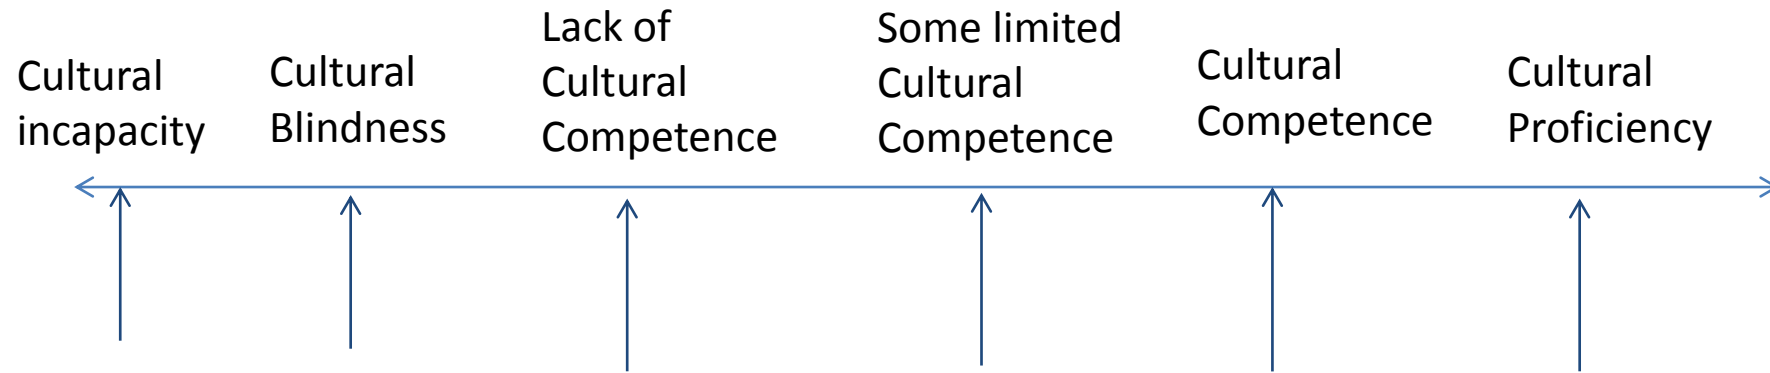 Cultural
incapacity
Cultural
Blindness
Lack of
Cultural
Competence
Some limited
Cultural
Competence
Cultural
Competence
Cultural
Proficiency